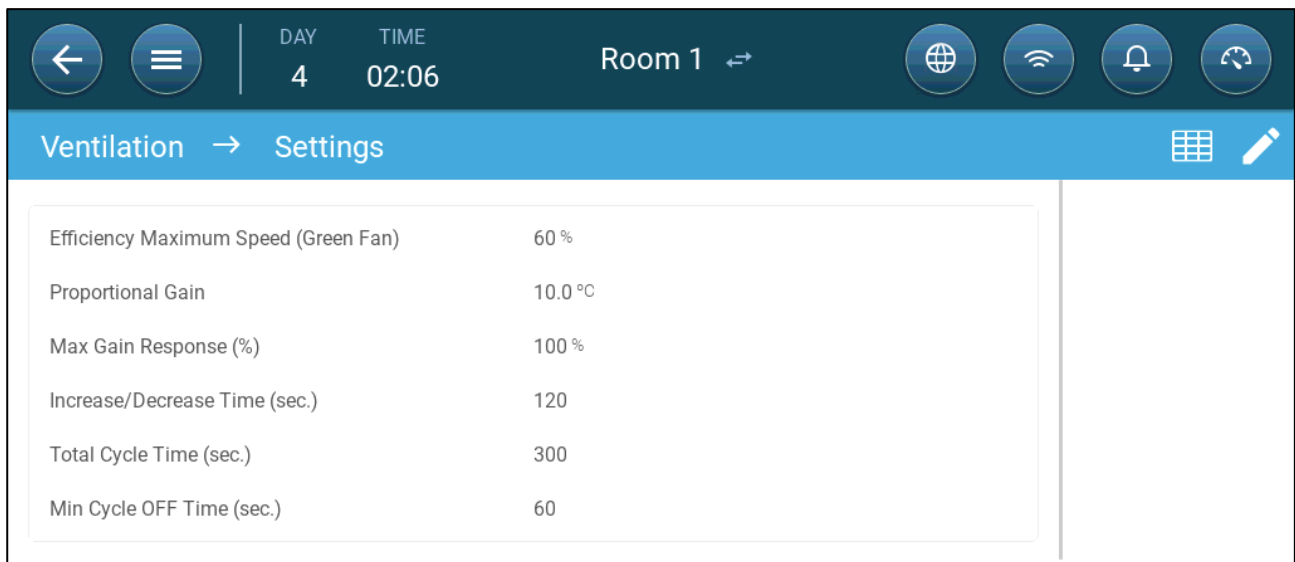 DAY TIME
4 02:06
Room 1
Ventilation → Settings
Efficiency Maximum Speed (Green Fan) 60 %
Proportional Gain 10.0 ºC
Max Gain Response (%) 100 %
Increase/Decrease Time (sec.) 120
Total Cycle Time (sec.) 300
Min Cycle OFF Time (sec.) 60